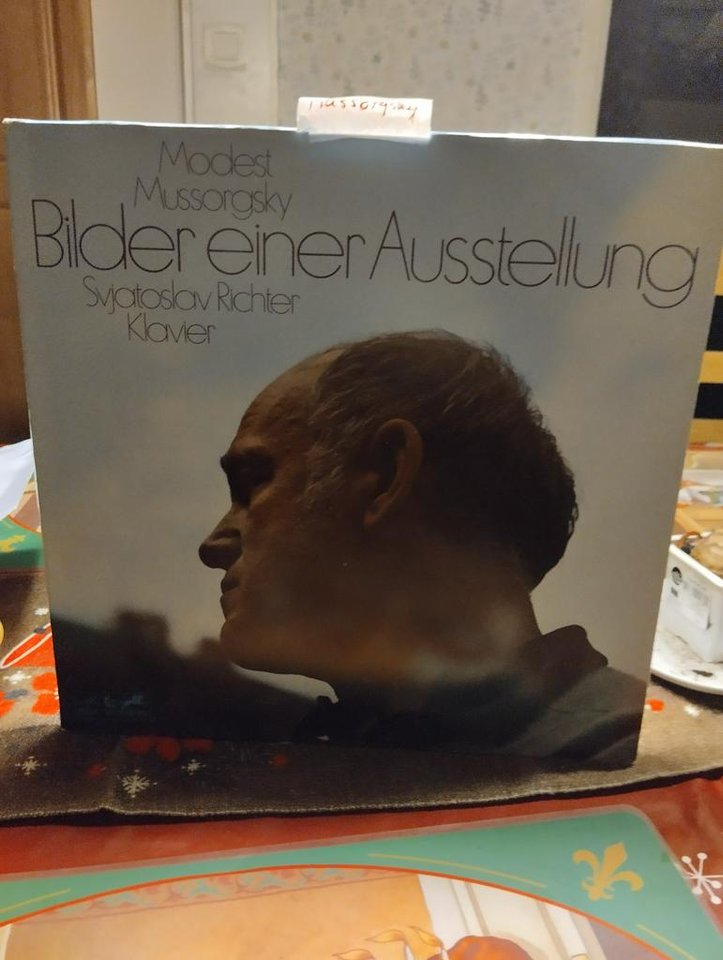 Mussorgsky
Modest
Mussorgsky
Bilder einer Ausstellung
Svjatoslav Richter
Klavier